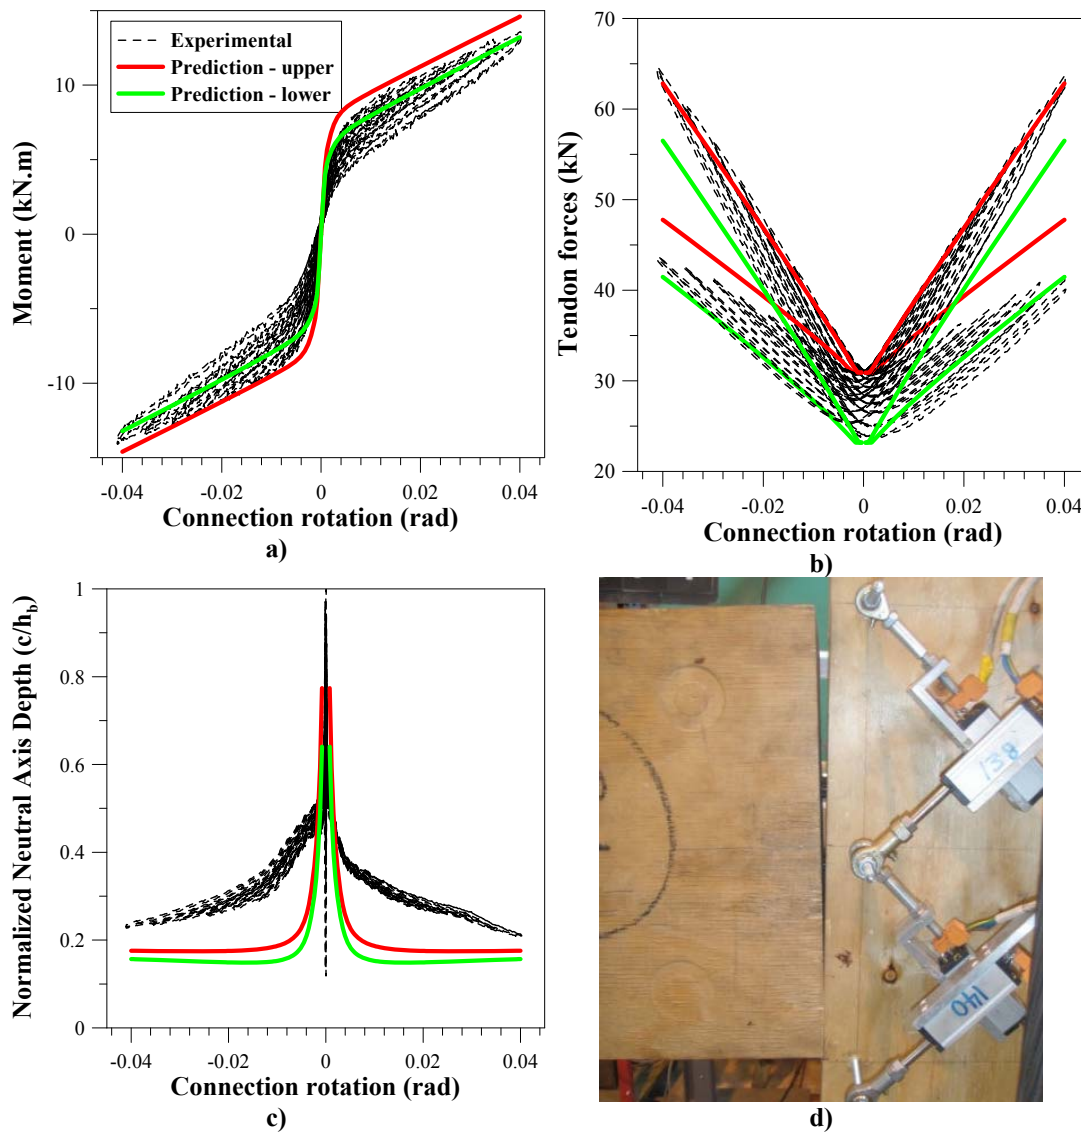 Experimental
Prediction - upper
Prediction - lower
10
0
-10
Moment (kN.m)
-0.04 -0.02 0 0.02 0.04
Connection rotation (rad)
a)
70
60
50
40
30
20
Tendon forces (kN)
-0.04 -0.02 0 0.02 0.04
Connection rotation (rad)
b)
1
0.8
0.6
0.4
0.2
0
Normalized Neutral Axis Depth (c/h_b)
-0.04 -0.02 0 0.02 0.04
Connection rotation (rad)
c)
138
140
d)